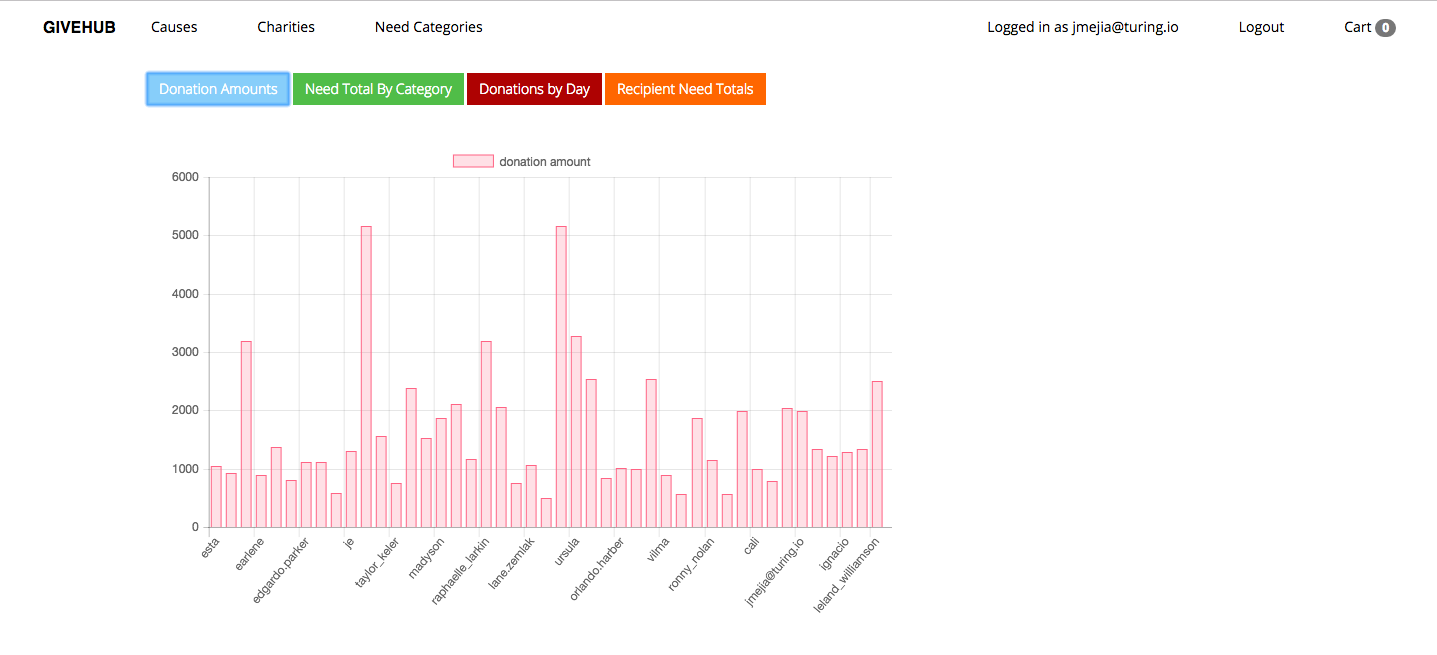 GIVEHUB Causes Charities Need Categories Logged in as jmejia@turing.io Logout Cart 0
Donation Amounts Need Total By Category Donations by Day Recipient Need Totals
donation amount
6000
5000
4000
3000
2000
1000
0
esta earlene edgardo.parker je taylor_keler madyson raphaelle_larkin lane.zemlak ursula orlando.harber vilma ronny_nolan cali jmejia@turing.io ignacio leland_williamson